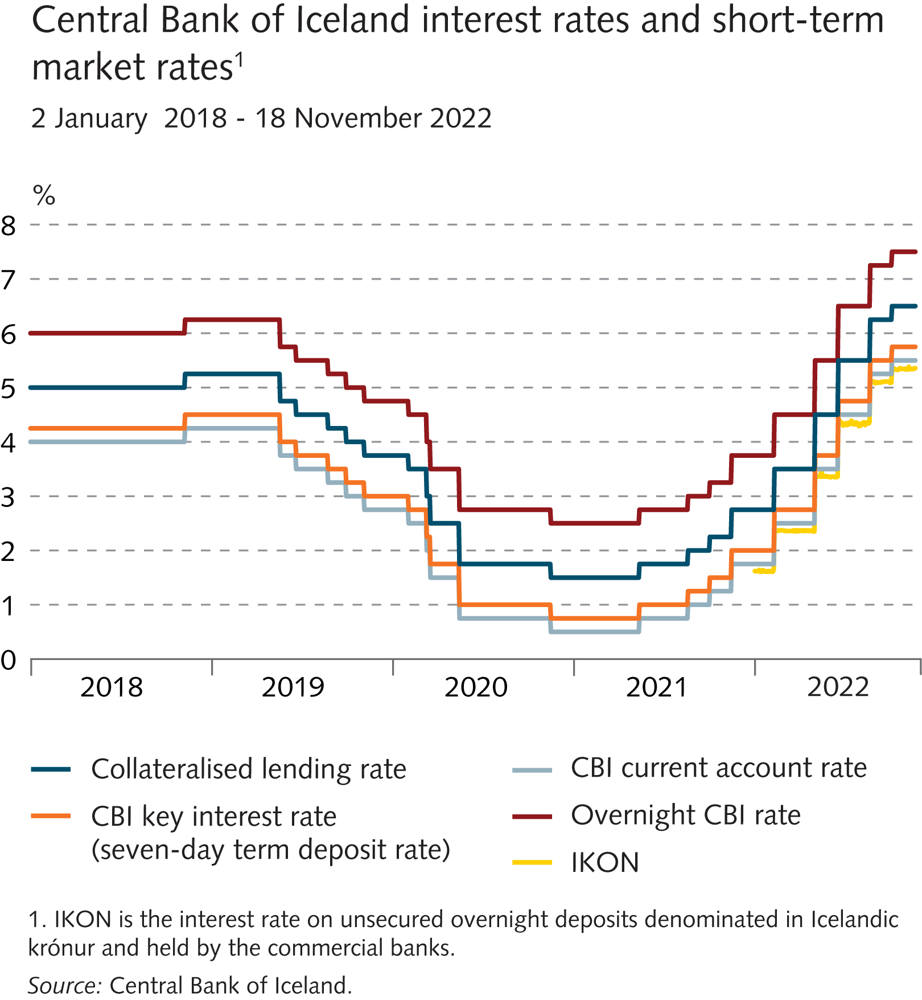 Central Bank of Iceland interest rates and short-term
market rates¹
2 January 2018 - 18 November 2022
%
8
7
6
5
4
3
2
1
0
2018 2019 2020 2021 2022
Collateralised lending rate
CBI key interest rate
(seven-day term deposit rate)
CBI current account rate
Overnight CBI rate
IKON
1. IKON is the interest rate on unsecured overnight deposits denominated in Icelandic
krónur and held by the commercial banks.
Source: Central Bank of Iceland.